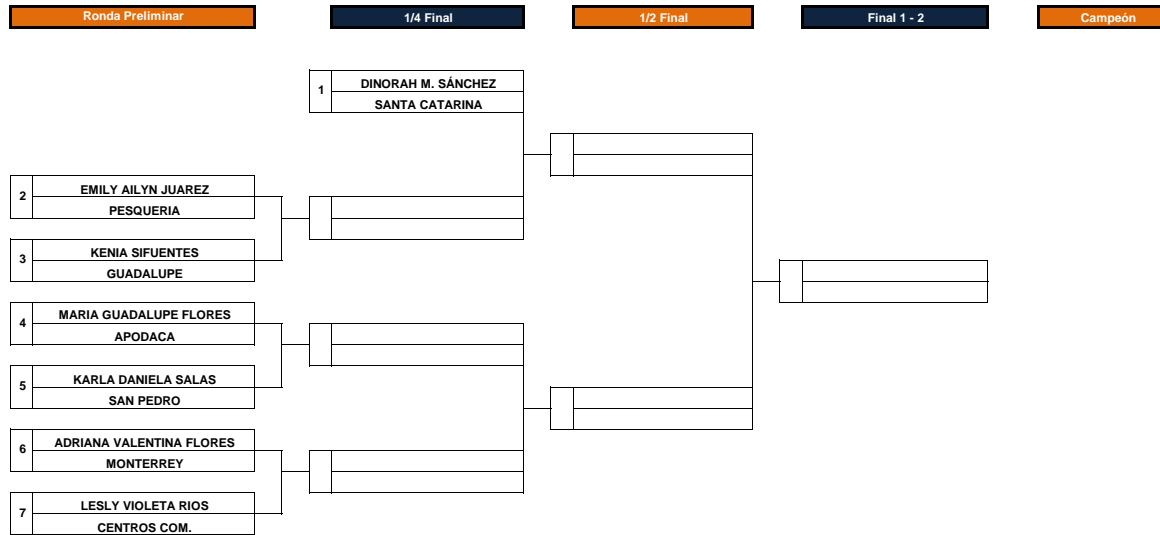 Ronda Preliminar
1/4 Final
1/2 Final
Final 1 - 2
Campeón
1
DINORAH M. SÁNCHEZ
SANTA CATARINA
2
EMILY AILYN JUAREZ
PESQUERIA
3
KENIA SIFUENTES
GUADALUPE
4
MARIA GUADALUPE FLORES
APODACA
5
KARLA DANIELA SALAS
SAN PEDRO
6
ADRIANA VALENTINA FLORES
MONTERREY
7
LESLY VIOLETA RIOS
CENTROS COM.